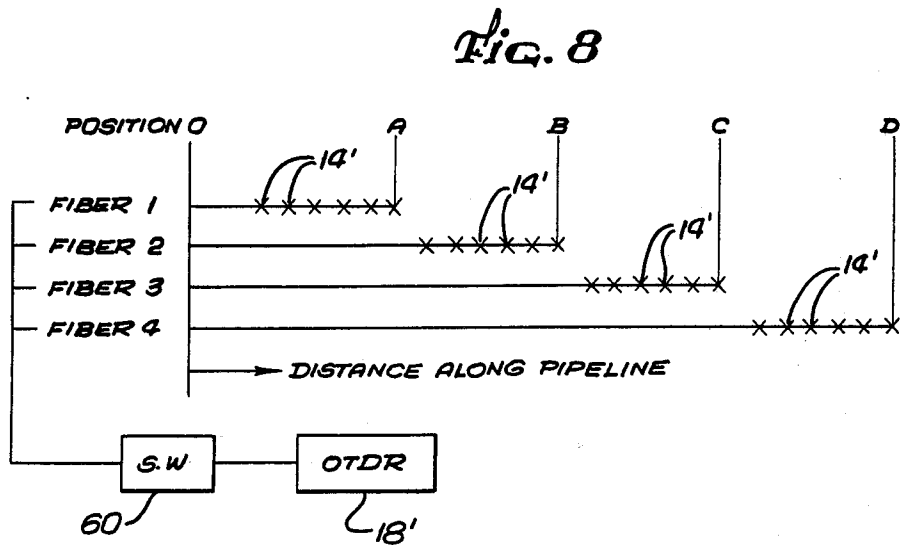 Fig. 8
POSITION O A B C D
14'
14'
FIBER 1
14'
FIBER 2
14'
FIBER 3
FIBER 4
DISTANCE ALONG PIPELINE
S.W
OTDR
60
18'